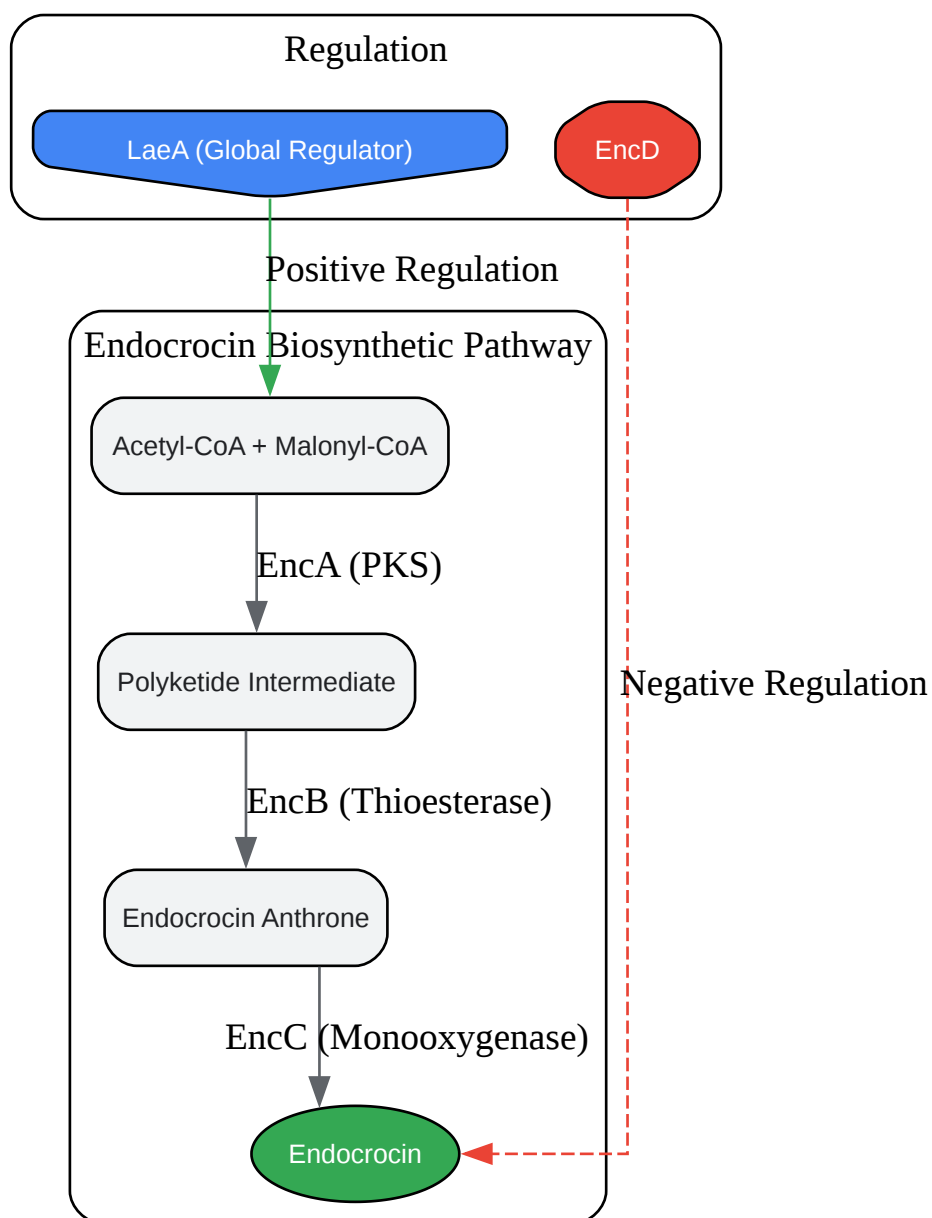 Regulation
LaeA (Global Regulator)
EncD
Positive Regulation
Endocrocin Biosynthetic Pathway
Acetyl-CoA + Malonyl-CoA
EncA (PKS)
Polyketide Intermediate
Negative Regulation
EncB (Thioesterase)
Endocrocin Anthrone
EncC (Monooxygenase)
Endocrocin